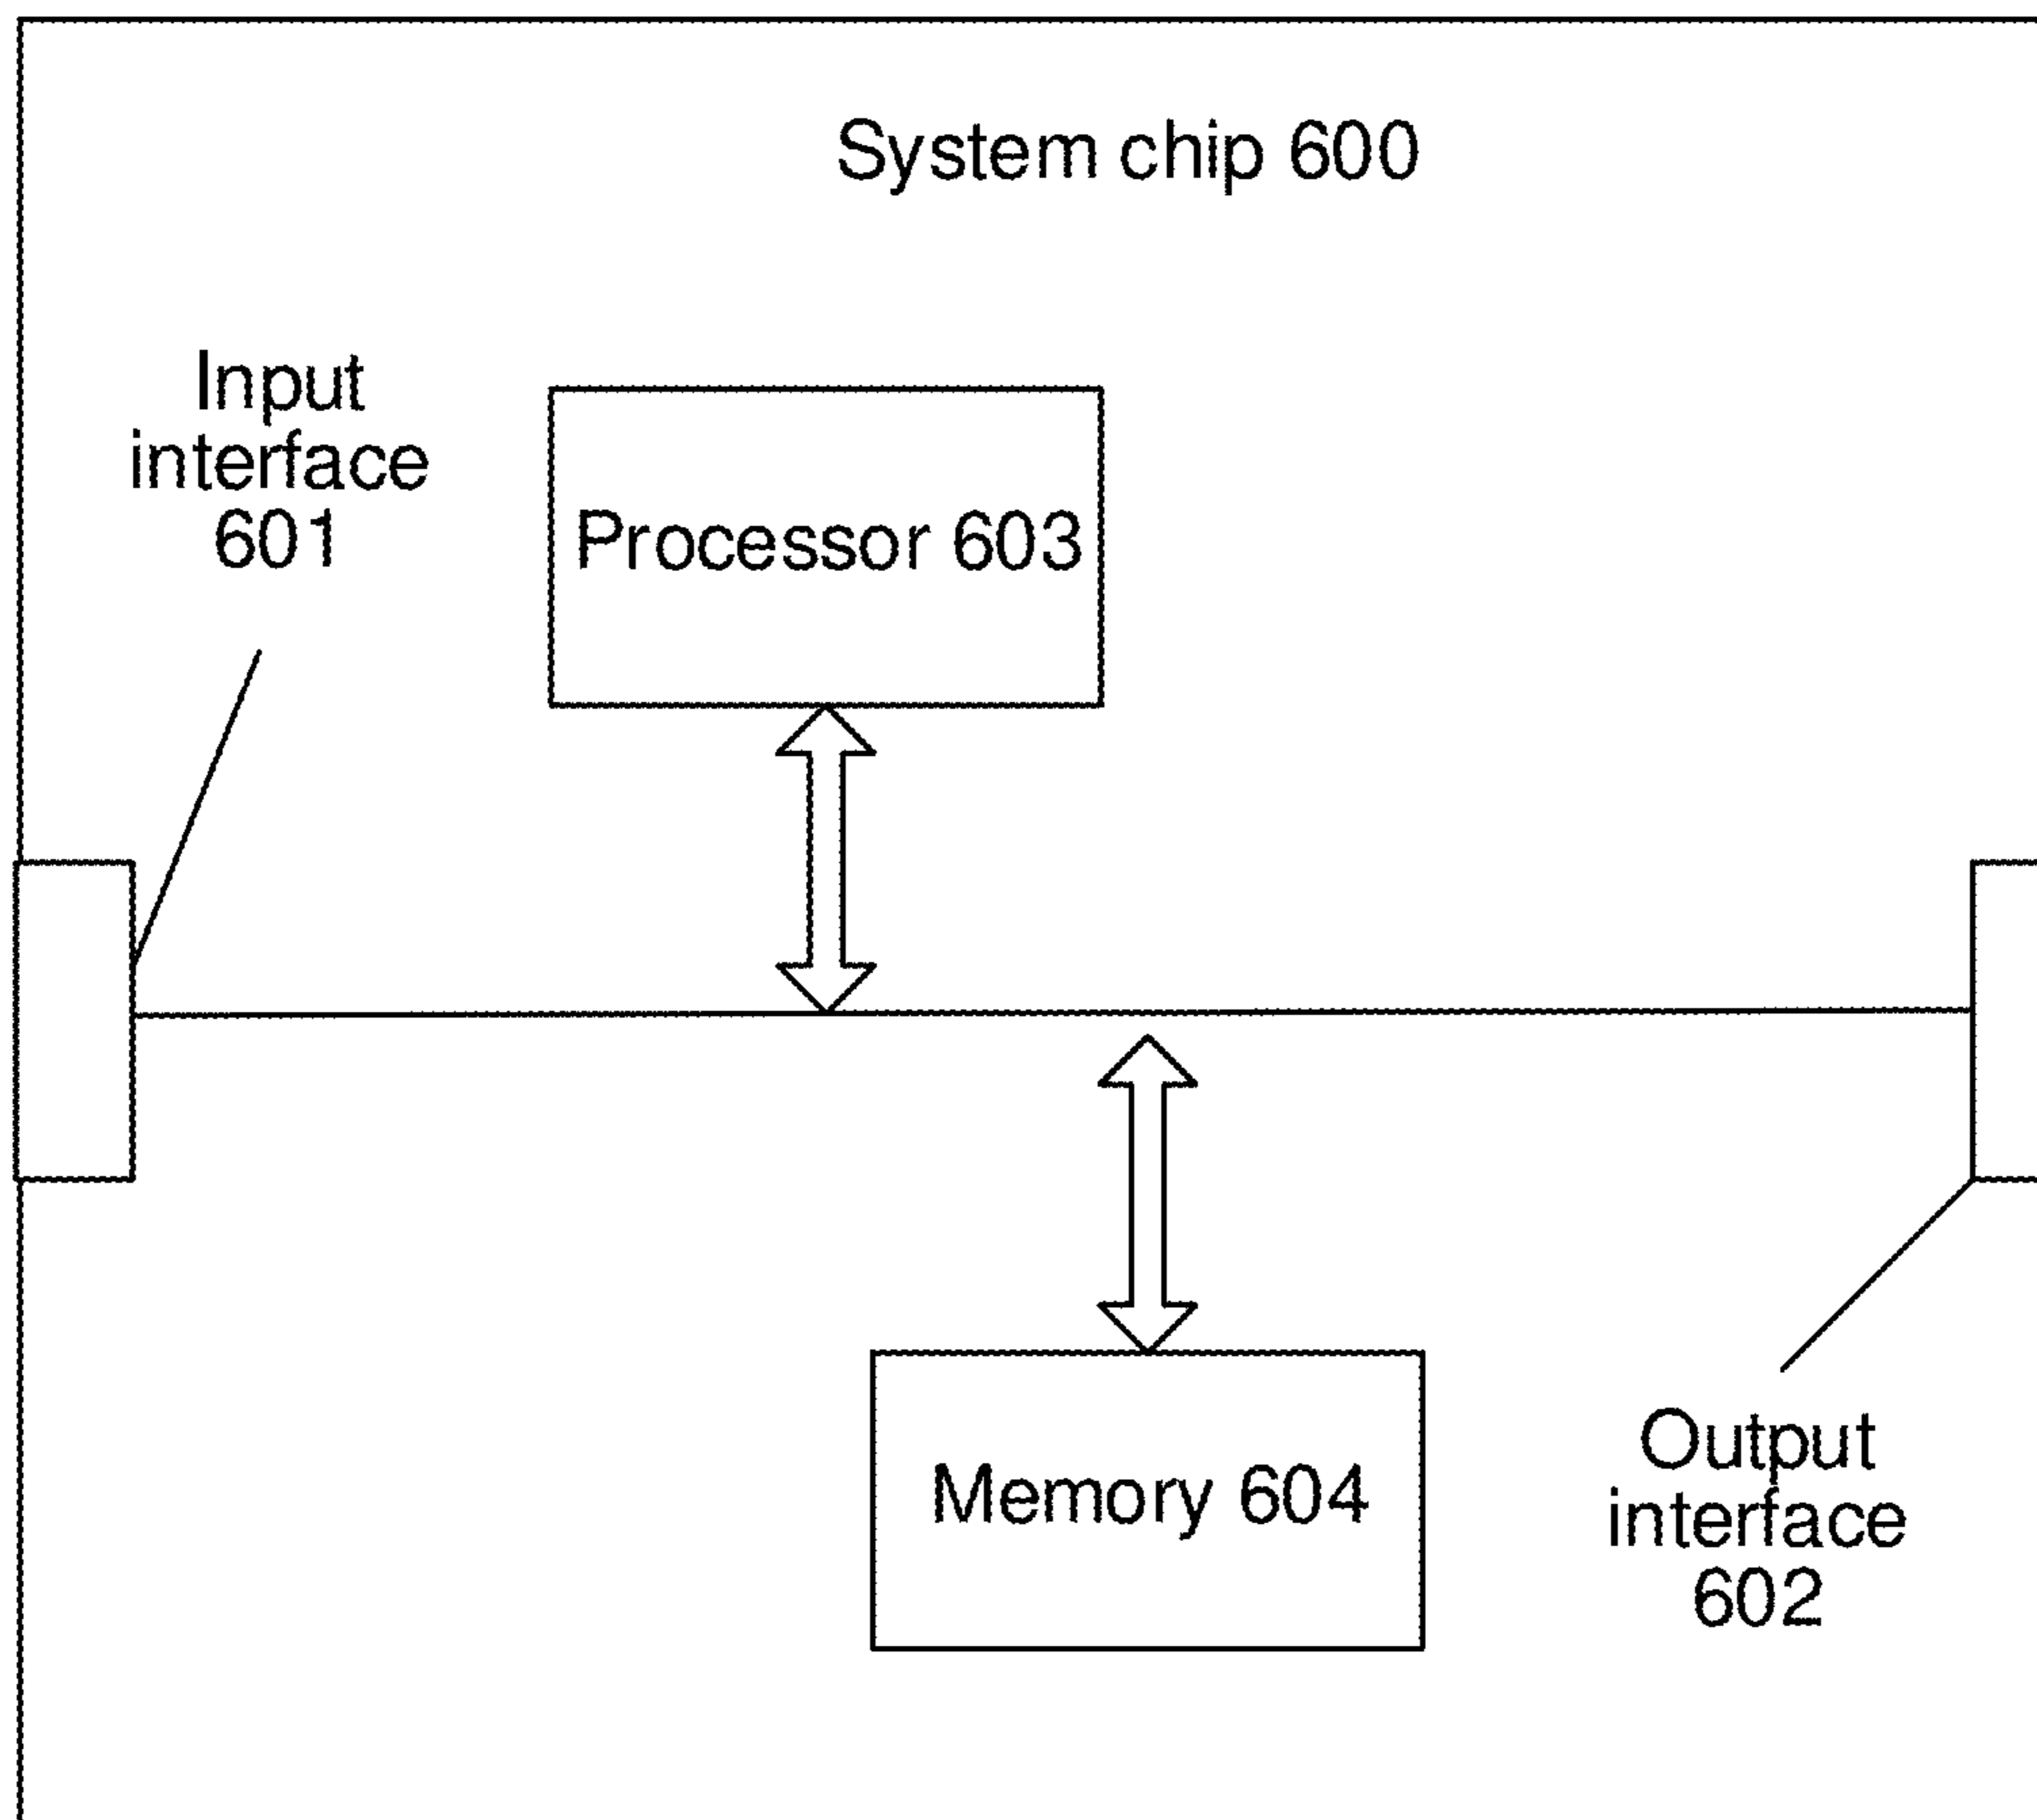 System chip 600
Input
interface
601
Processor 603
Memory 604
Output
interface
602